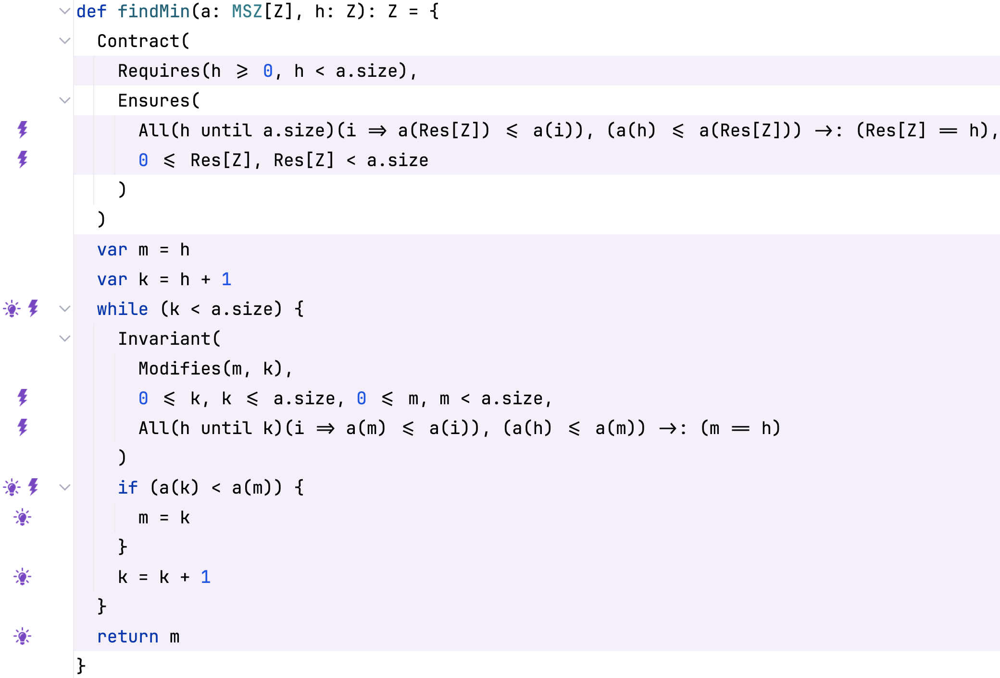 def findMin(a: MSZ[Z], h: Z): Z = {
  Contract(
    Requires(h ⩾ 0, h < a.size),
    Ensures(
      All(h until a.size)(i ⇒ a(Res[Z]) ⩽ a(i)), (a(h) ⩽ a(Res[Z])) →: (Res[Z] == h),
      0 ⩽ Res[Z], Res[Z] < a.size
    )
  )
  var m = h
  var k = h + 1
  while (k < a.size) {
    Invariant(
      Modifies(m, k),
      0 ⩽ k, k ⩽ a.size, 0 ⩽ m, m < a.size,
      All(h until k)(i ⇒ a(m) ⩽ a(i)), (a(h) ⩽ a(m)) →: (m == h)
    )
    if (a(k) < a(m)) {
      m = k
    }
    k = k + 1
  }
  return m
}